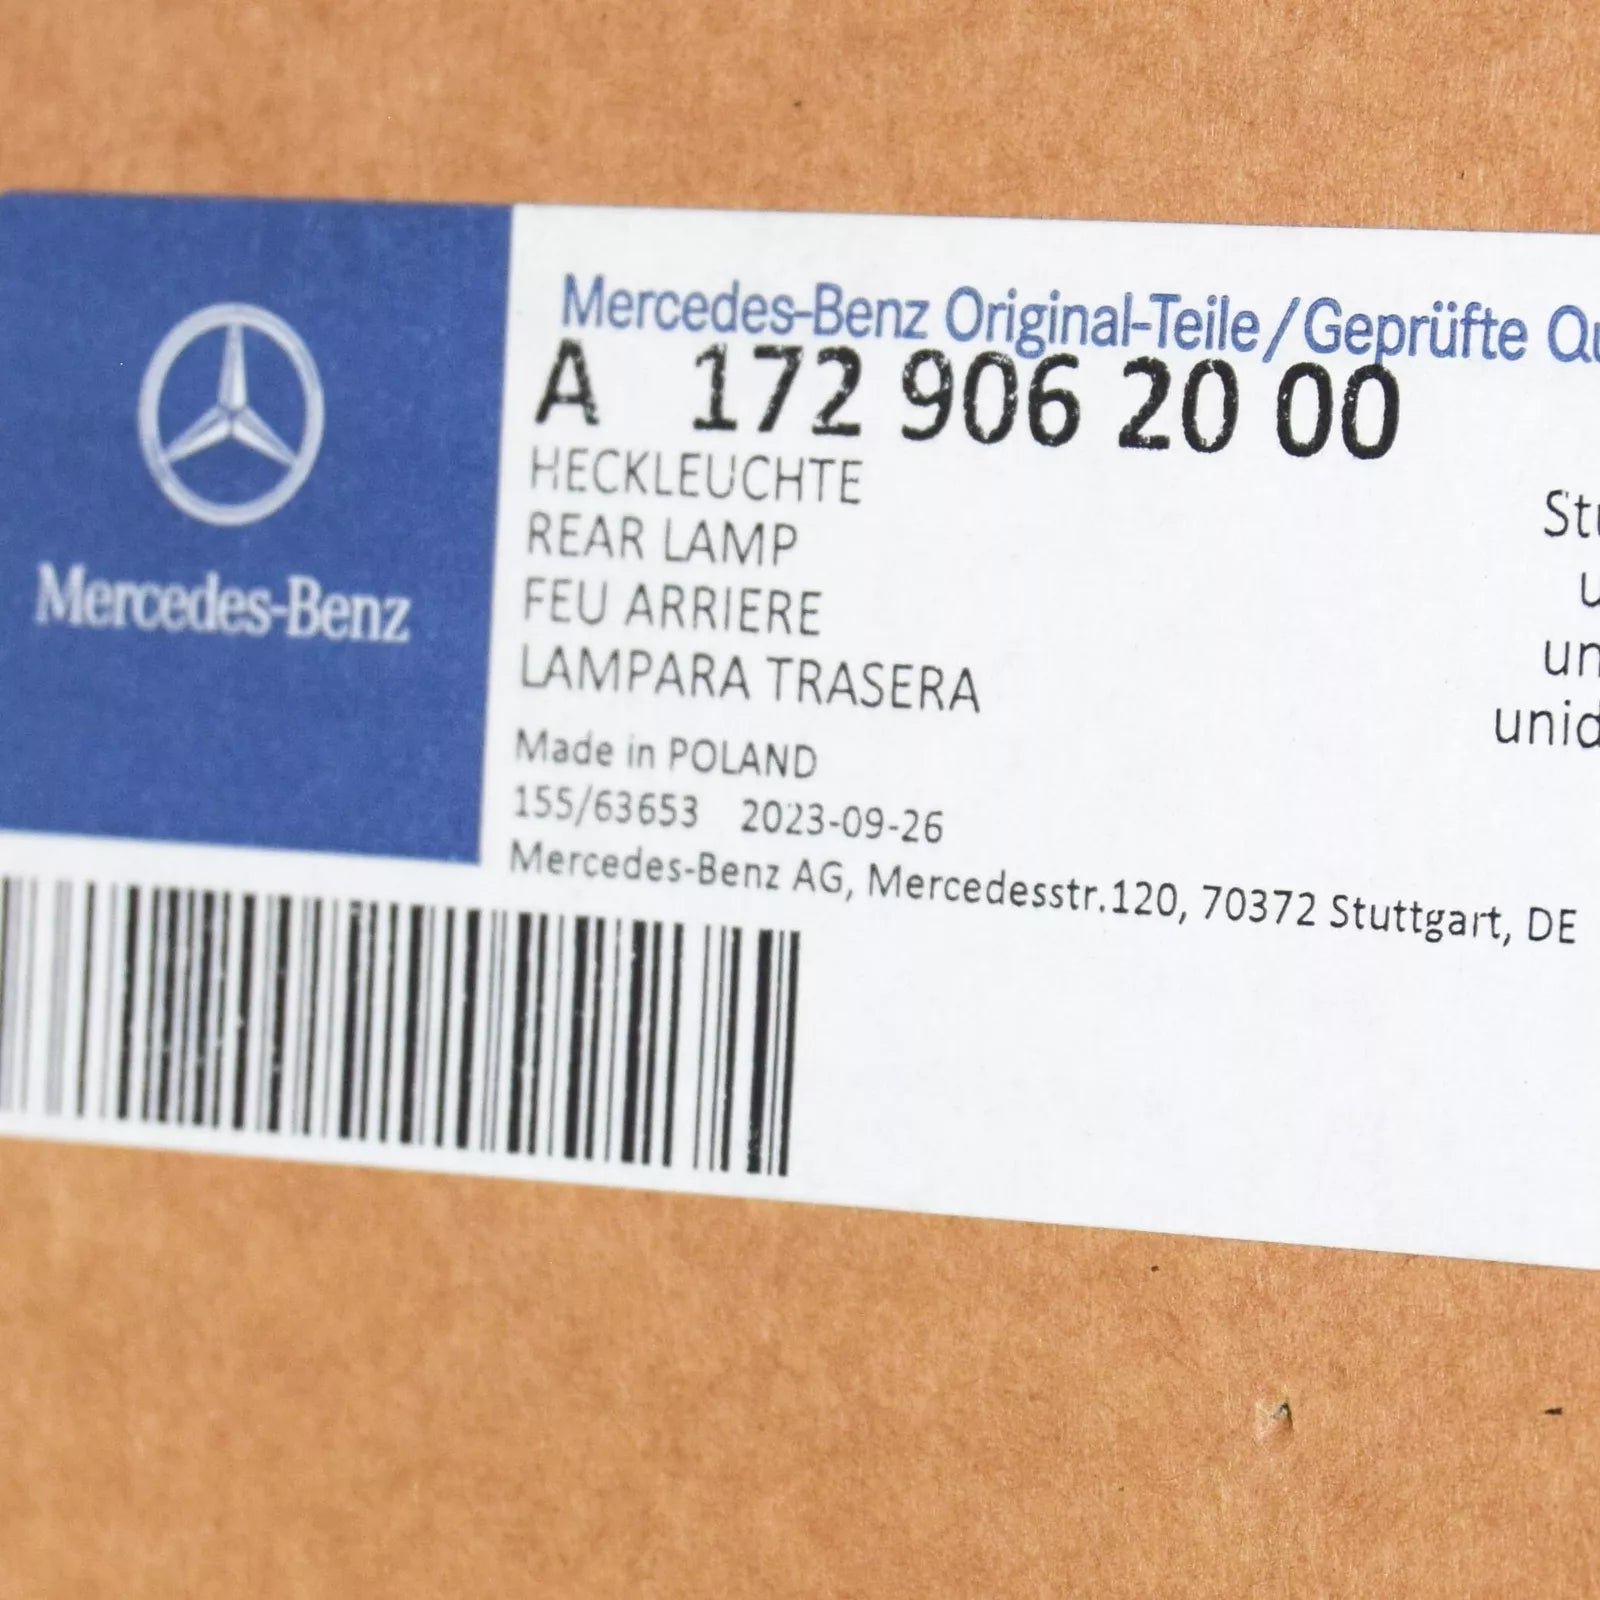 Mercedes-Benz
Mercedes-Benz Original-Teile/Geprüfte
A 172 906 20 00
HECKLEUCHTE
REAR LAMP
FEU ARRIERE
LAMPARA TRASERA
Made in POLAND
155/63653 2023-09-26
Mercedes-Benz AG, Mercedesstr.120, 70372 Stuttgart, DE